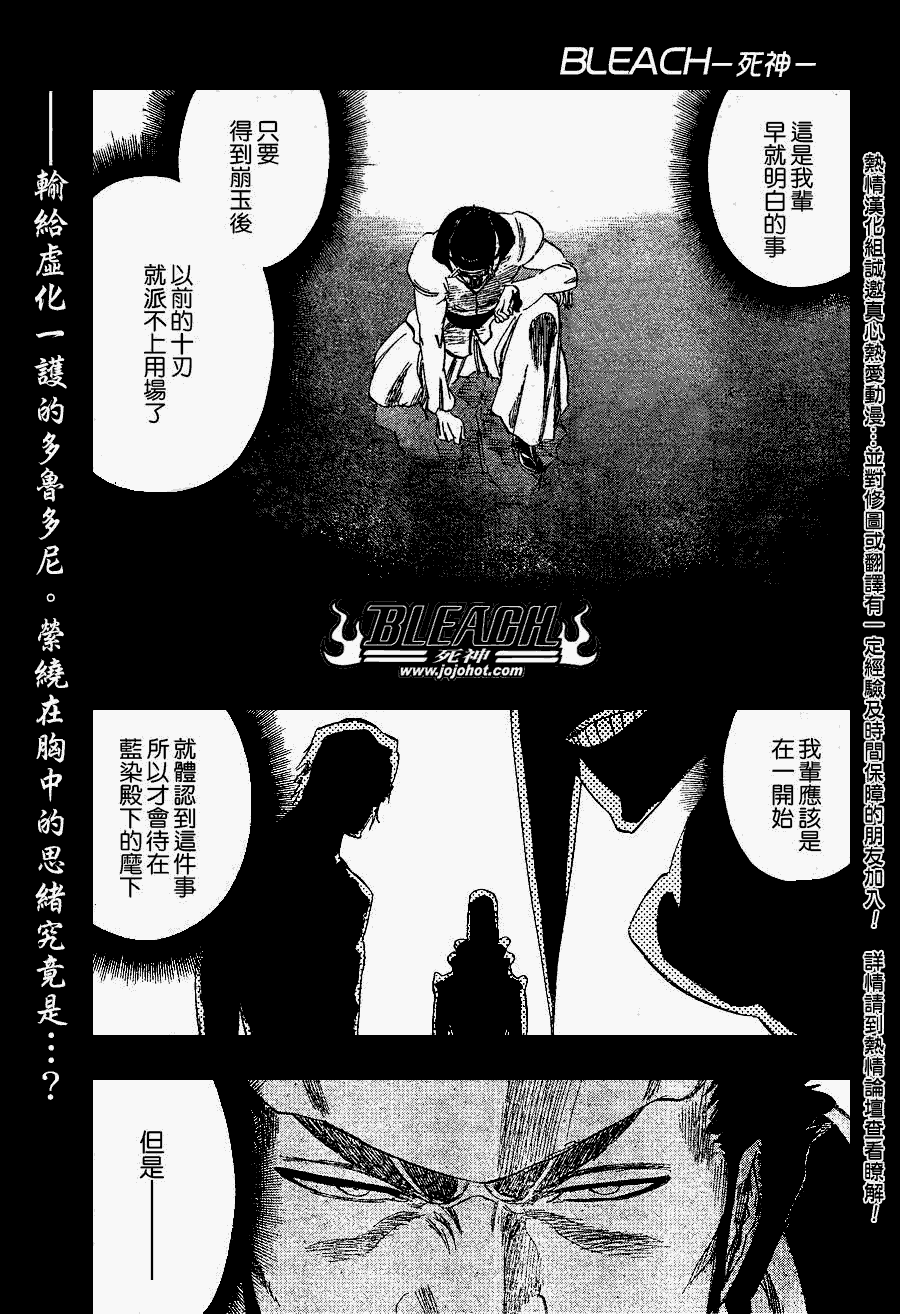 BLEACH－死神－
熱情漢化組誠邀真心熱愛動漫…並對修圖或翻譯有一定經驗及時間保障的朋友加入！　詳情請到熱情論壇查看瞭解！
這是我輩
早就明白的事
只要
得到崩玉後
以前的十刃
就派不上用場了
BLEACH
死神
www.jojohot.com
我輩應該是
在一開始
就體認到這件事
所以才會待在
藍染殿下的麾下
但是——
——輸給虛化一護的多魯多尼。縈繞在胸中的思緒究竟是…？